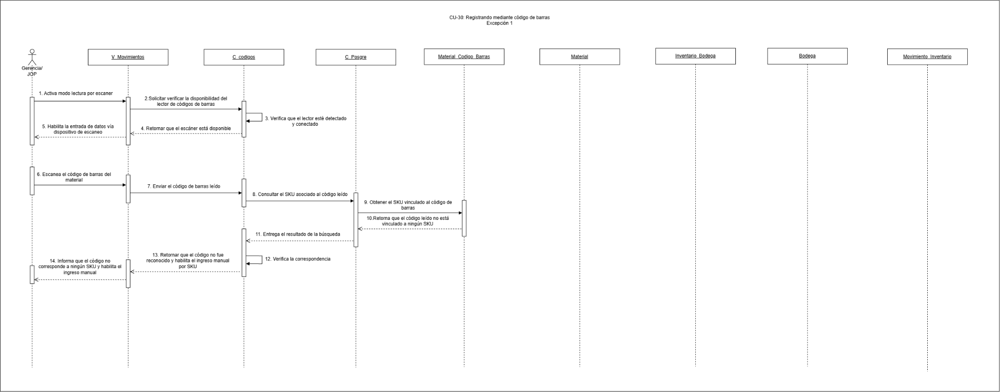 CU-30: Registrando mediante código de barras
Excepción 1
Gerencia/
JOP
V_Movimientos
C_codigos
C_Posgre
Material_Codigo_Barras
Material
Inventario_Bodega
Bodega
Movimiento_Inventario
1. Activa modo lectura por escaner
2.Solicitar verificar la disponibilidad del
lector de códigos de barras
3. Verifica que el lector esté detectado
y conectado
4. Retornar que el escáner está disponible
5. Habilita la entrada de datos vía
dispositivo de escaneo
6. Escanea el código de barras del
material
7. Enviar el código de barras leído
8. Consultar el SKU asociado al código leído
9. Obtener el SKU vinculado al código de
barras
10.Retorna que el código leído no está
vinculado a ningún SKU
11. Entrega el resultado de la búsqueda
12. Verifica la correspondencia
13. Retornar que el código no fue
reconocido y habilita el ingreso manual
por SKU
14. Informa que el código no
corresponde a ningún SKU y habilita el
ingreso manual